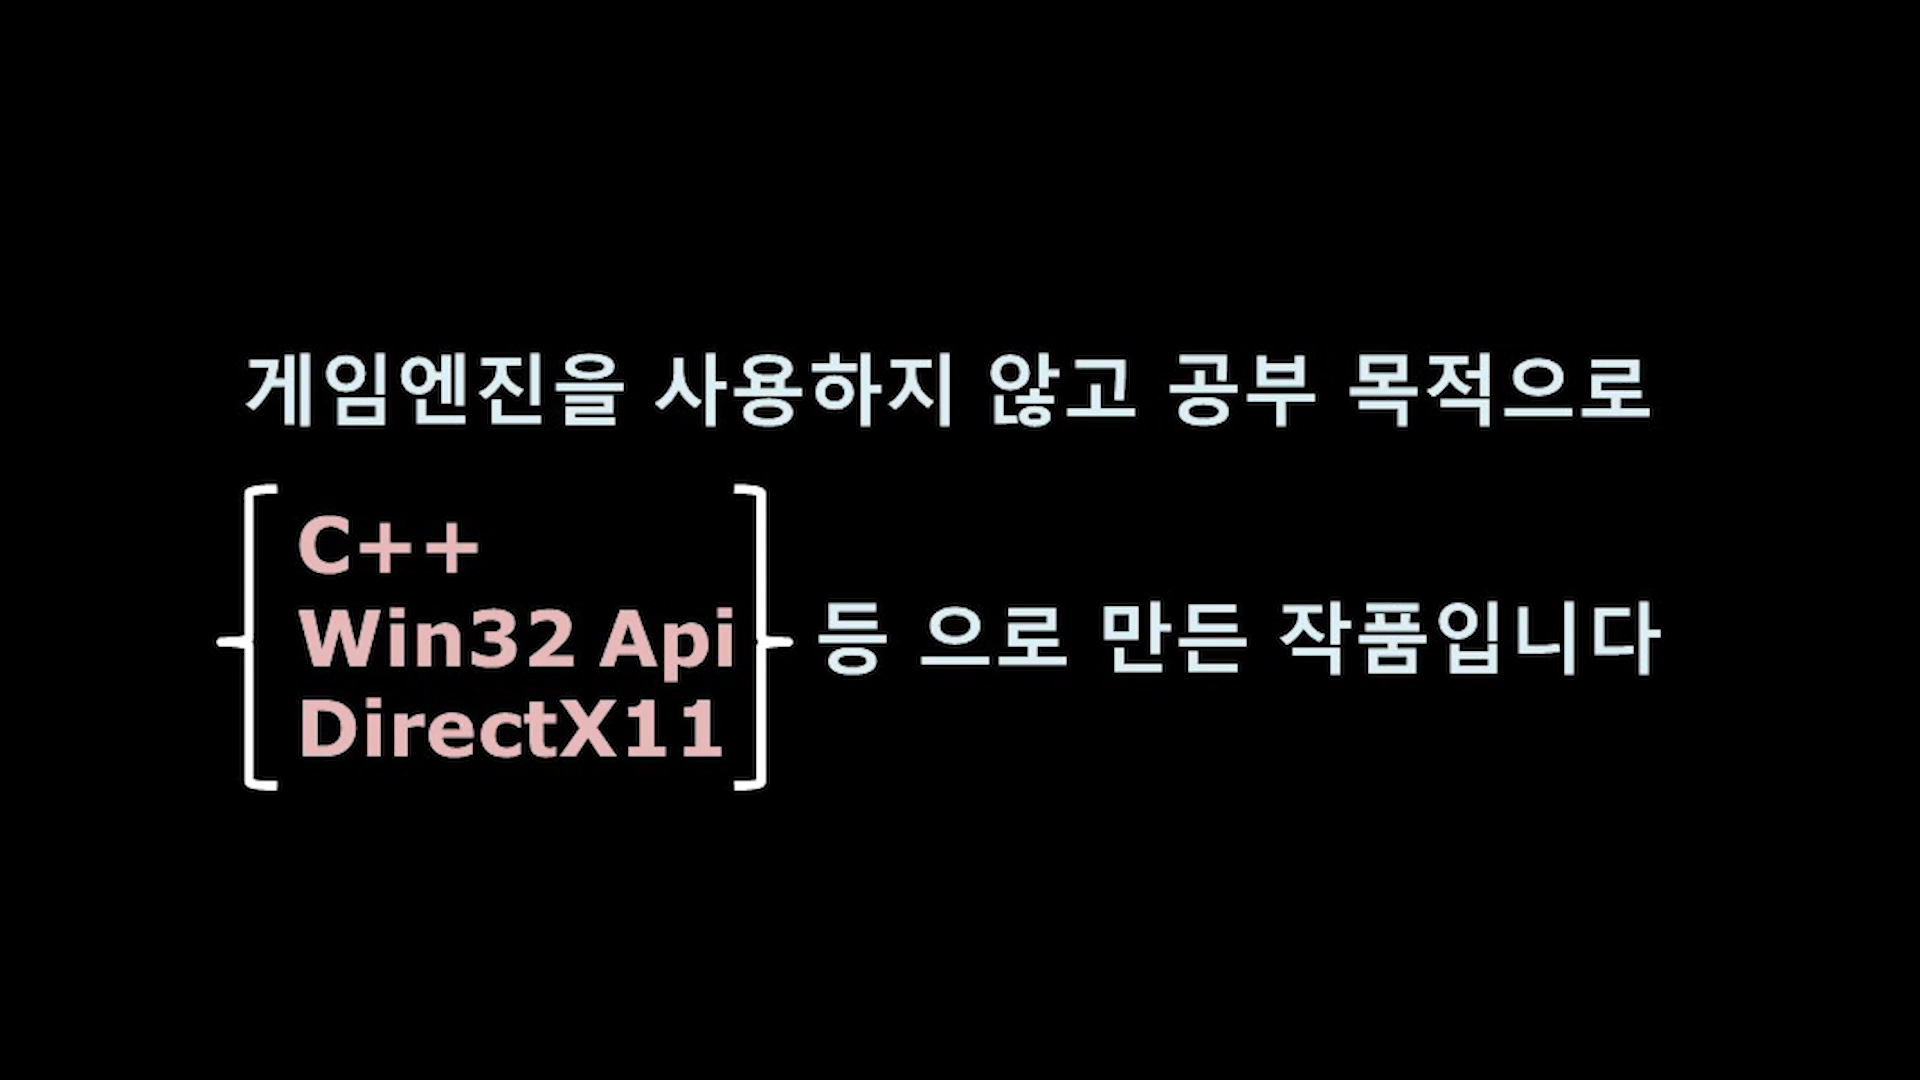 게임엔진을 사용하지 않고 공부 목적으로
C++
Win32 Api
DirectX11
등 으로 만든 작품입니다